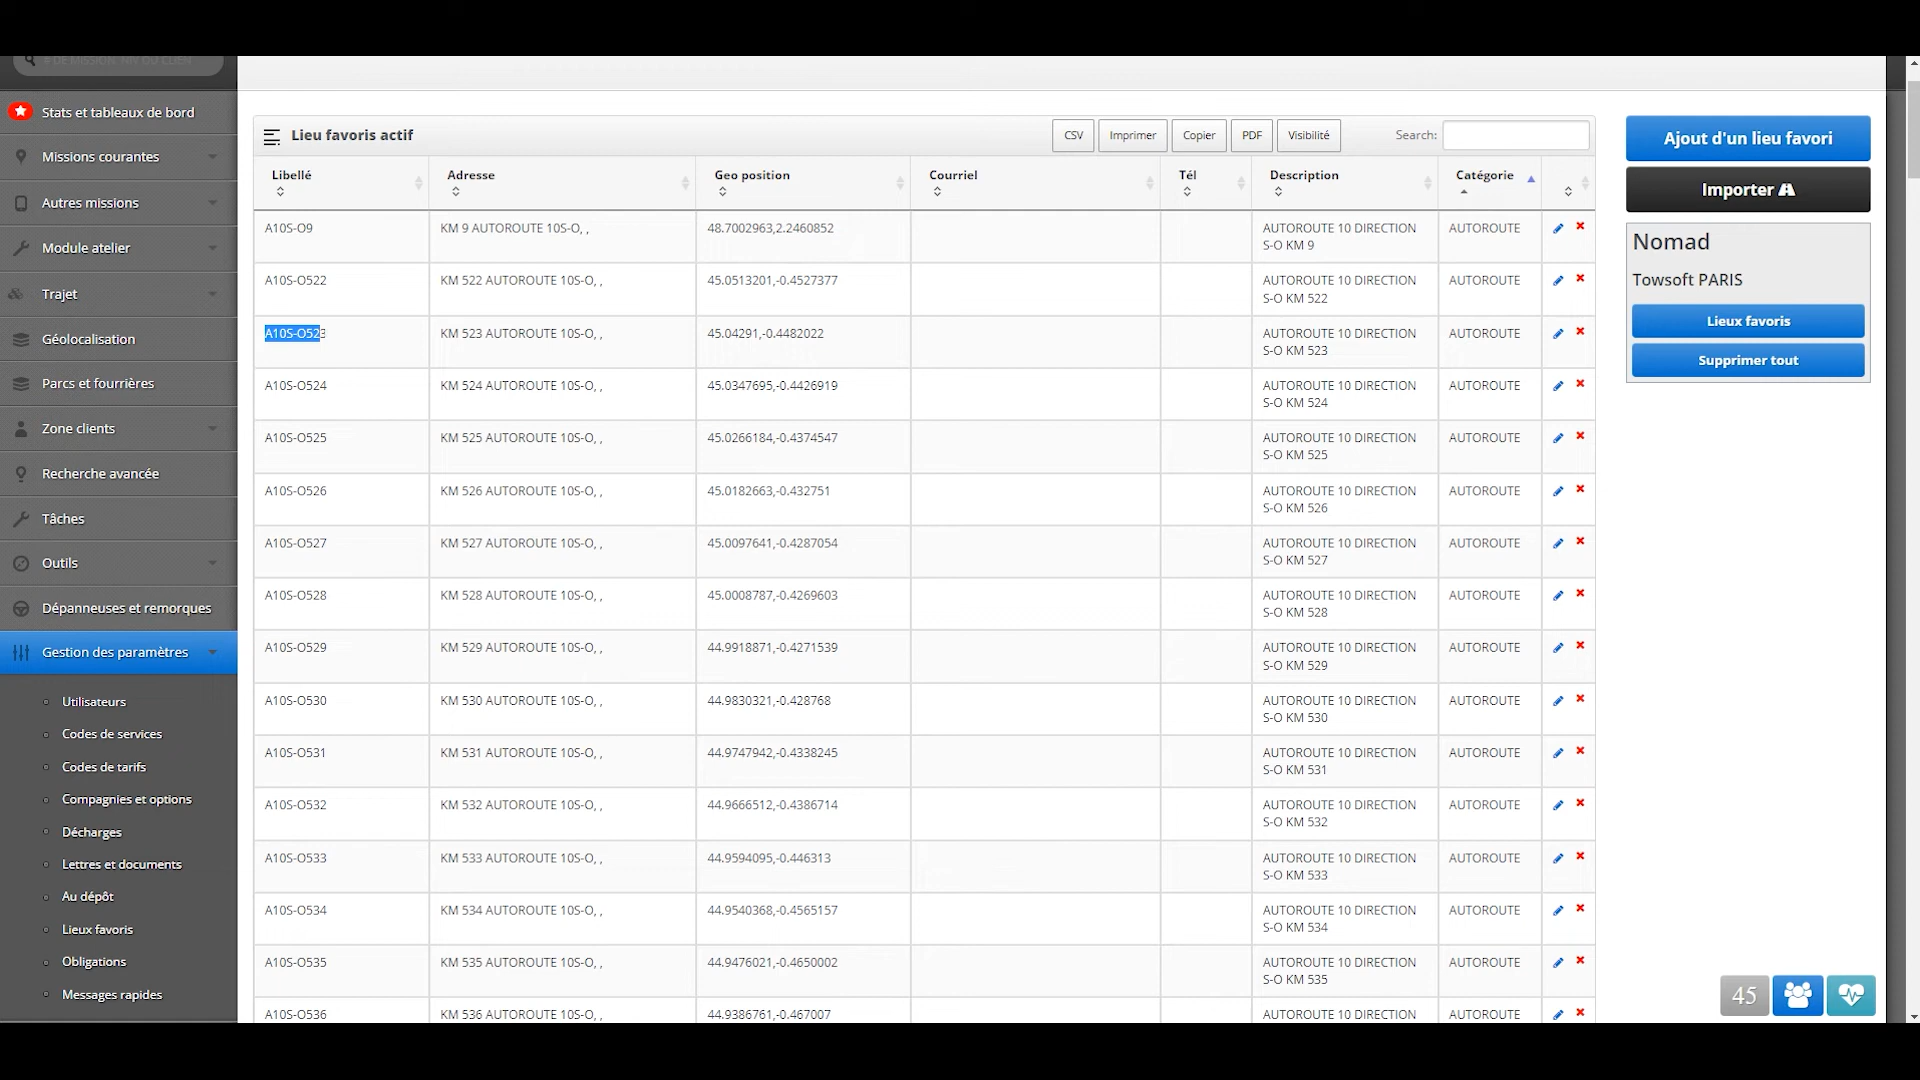 # DE MISSION, NIV OU CLIEN
Stats et tableaux de bord
Missions courantes
Autres missions
Module atelier
Trajet
Géolocalisation
Parcs et fourrières
Zone clients
Recherche avancée
Tâches
Outils
Dépanneuses et remorques
Gestion des paramètres
Utilisateurs
Codes de services
Codes de tarifs
Compagnies et options
Décharges
Lettres et documents
Au dépôt
Lieux favoris
Obligations
Messages rapides
Lieu favoris actif CSV Imprimer Copier PDF Visibilité Search:
Libellé Adresse Geo position Courriel Tél Description Catégorie
A10S-O9 KM 9 AUTOROUTE 10S-O, , 48.7002963,2.2460852 AUTOROUTE 10 DIRECTION AUTOROUTE
S-O KM 9
A10S-O522 KM 522 AUTOROUTE 10S-O, , 45.0513201,-0.4527377 AUTOROUTE 10 DIRECTION AUTOROUTE
S-O KM 522
A10S-O523 KM 523 AUTOROUTE 10S-O, , 45.04291,-0.4482022 AUTOROUTE 10 DIRECTION AUTOROUTE
S-O KM 523
A10S-O524 KM 524 AUTOROUTE 10S-O, , 45.0347695,-0.4426919 AUTOROUTE 10 DIRECTION AUTOROUTE
S-O KM 524
A10S-O525 KM 525 AUTOROUTE 10S-O, , 45.0266184,-0.4374547 AUTOROUTE 10 DIRECTION AUTOROUTE
S-O KM 525
A10S-O526 KM 526 AUTOROUTE 10S-O, , 45.0182663,-0.432751 AUTOROUTE 10 DIRECTION AUTOROUTE
S-O KM 526
A10S-O527 KM 527 AUTOROUTE 10S-O, , 45.0097641,-0.4287054 AUTOROUTE 10 DIRECTION AUTOROUTE
S-O KM 527
A10S-O528 KM 528 AUTOROUTE 10S-O, , 45.0008787,-0.4269603 AUTOROUTE 10 DIRECTION AUTOROUTE
S-O KM 528
A10S-O529 KM 529 AUTOROUTE 10S-O, , 44.9918871,-0.4271539 AUTOROUTE 10 DIRECTION AUTOROUTE
S-O KM 529
A10S-O530 KM 530 AUTOROUTE 10S-O, , 44.9830321,-0.428768 AUTOROUTE 10 DIRECTION AUTOROUTE
S-O KM 530
A10S-O531 KM 531 AUTOROUTE 10S-O, , 44.9747942,-0.4338245 AUTOROUTE 10 DIRECTION AUTOROUTE
S-O KM 531
A10S-O532 KM 532 AUTOROUTE 10S-O, , 44.9666512,-0.4386714 AUTOROUTE 10 DIRECTION AUTOROUTE
S-O KM 532
A10S-O533 KM 533 AUTOROUTE 10S-O, , 44.9594095,-0.446313 AUTOROUTE 10 DIRECTION AUTOROUTE
S-O KM 533
A10S-O534 KM 534 AUTOROUTE 10S-O, , 44.9540368,-0.4565157 AUTOROUTE 10 DIRECTION AUTOROUTE
S-O KM 534
A10S-O535 KM 535 AUTOROUTE 10S-O, , 44.9476021,-0.4650002 AUTOROUTE 10 DIRECTION AUTOROUTE
S-O KM 535
A10S-O536 KM 536 AUTOROUTE 10S-O, , 44.9386761,-0.467007 AUTOROUTE 10 DIRECTION AUTOROUTE
Ajout d'un lieu favori
Importer
Nomad
Towsoft PARIS
Lieux favoris
Supprimer tout
45